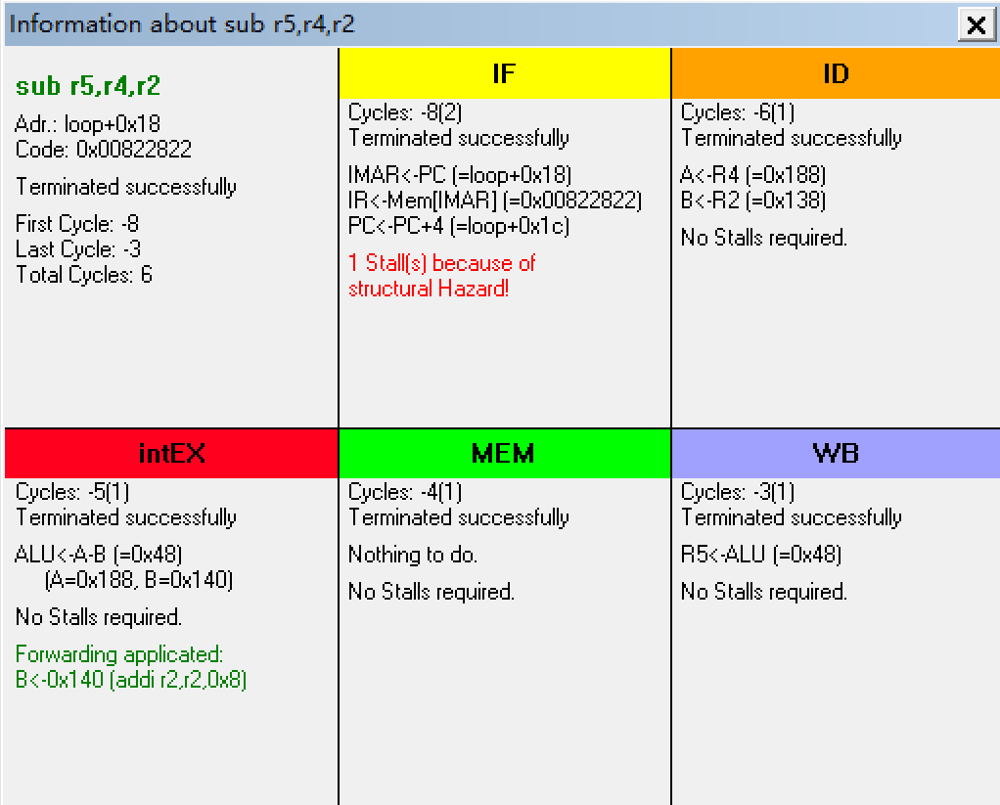 Information about sub r5,r4,r2
sub r5,r4,r2
Adr.: loop+0x18
Code: 0x00822822
Terminated successfully
First Cycle: -8
Last Cycle: -3
Total Cycles: 6
IF
Cycles: -8(2)
Terminated successfully
IMAR<-PC (=loop+0x18)
IR<-Mem[IMAR] (=0x00822822)
PC<-PC+4 (=loop+0x1c)
1 Stall(s) because of
structural Hazard!
ID
Cycles: -6(1)
Terminated successfully
A<-R4 (=0x188)
B<-R2 (=0x138)
No Stalls required.
intEX
Cycles: -5(1)
Terminated successfully
ALU<-A-B (=0x48)
(A=0x188, B=0x140)
No Stalls required.
Forwarding applicated:
B<-0x140 (addi r2,r2,0x8)
MEM
Cycles: -4(1)
Terminated successfully
Nothing to do.
No Stalls required.
WB
Cycles: -3(1)
Terminated successfully
R5<-ALU (=0x48)
No Stalls required.